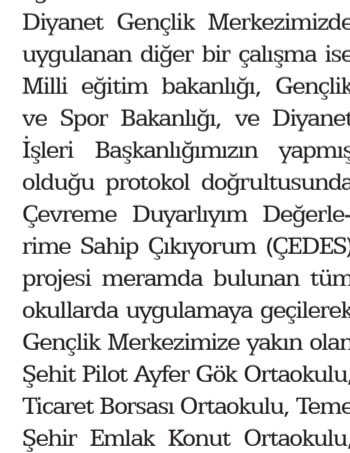 Diyanet Gençlik Merkezimizde
uygulanan diğer bir çalışma ise
Milli eğitim bakanlığı, Gençlik
ve Spor Bakanlığı, ve Diyanet
İşleri Başkanlığımızın yapmış
olduğu protokol doğrultusunda
Çevreme Duyarlıyım Değerle-
rime Sahip Çıkıyorum (ÇEDES)
projesi meramda bulunan tüm
okullarda uygulamaya geçilerek
Gençlik Merkezimize yakın olan
Şehit Pilot Ayfer Gök Ortaokulu,
Ticaret Borsası Ortaokulu, Teme
Şehir Emlak Konut Ortaokulu,